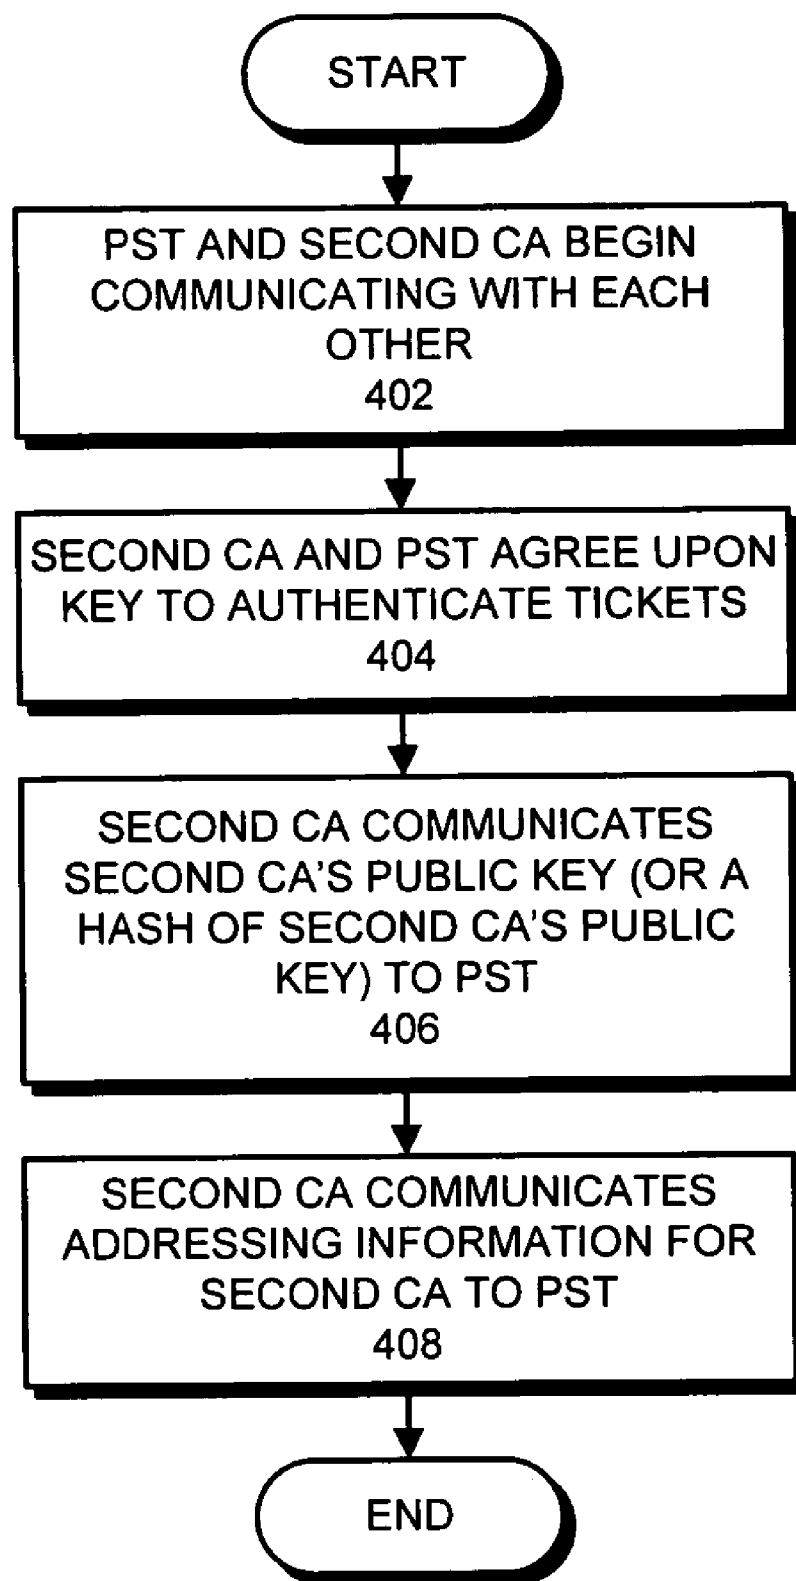 START
PST AND SECOND CA BEGIN
COMMUNICATING WITH EACH
OTHER
402
SECOND CA AND PST AGREE UPON
KEY TO AUTHENTICATE TICKETS
404
SECOND CA COMMUNICATES
SECOND CA'S PUBLIC KEY (OR A
HASH OF SECOND CA'S PUBLIC
KEY) TO PST
406
SECOND CA COMMUNICATES
ADDRESSING INFORMATION FOR
SECOND CA TO PST
408
END